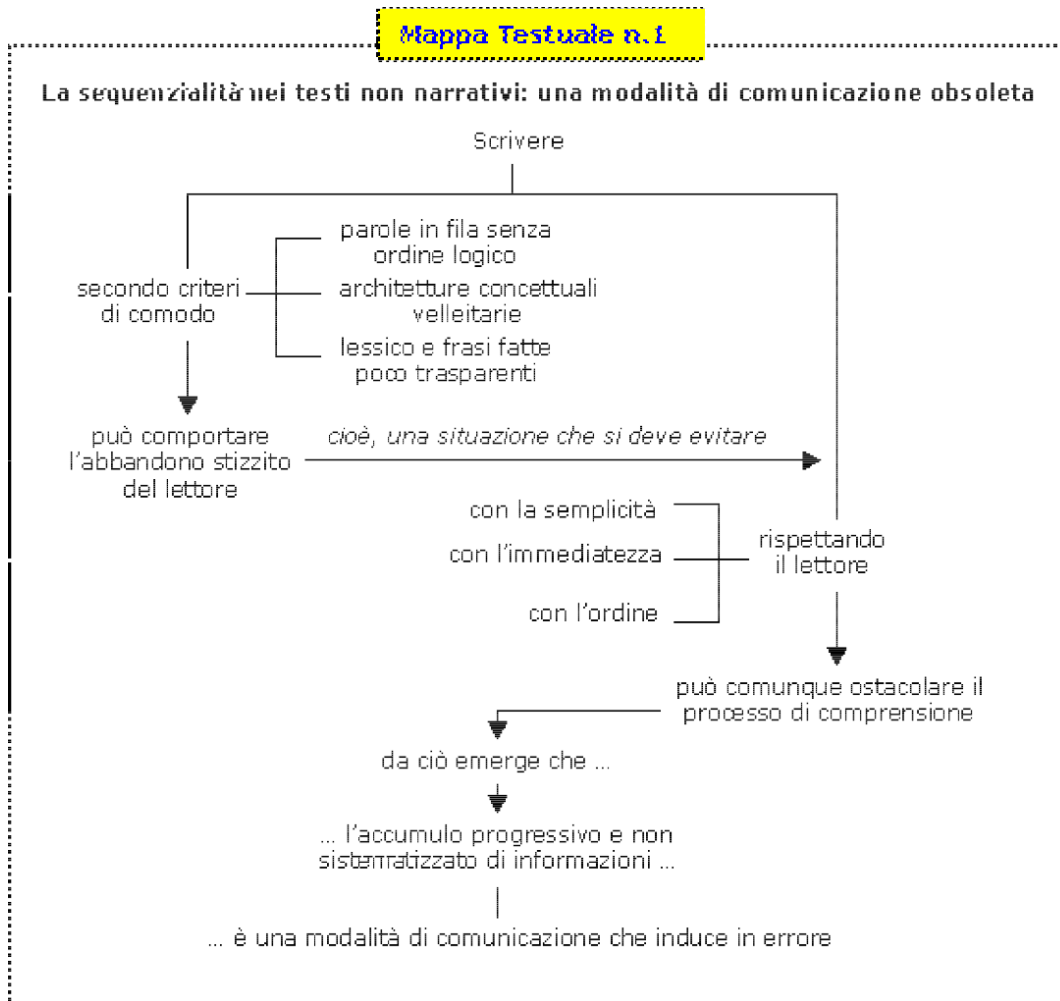 Mappa Testuale n.1
La sequenzialità nei testi non narrativi: una modalità di comunicazione obsoleta
Scrivere
parole in fila senza
ordine logico
secondo criteri
di comodo
architetture concettuali
velleitarie
lessico e frasi fatte
poco trasparenti
può comportare
l'abbandono stizzito
del lettore
cioè, una situazione che si deve evitare
con la semplicità
con l'immediatezza
con l'ordine
rispettando
il lettore
può comunque ostacolare il
processo di comprensione
da ciò emerge che ...
... l'accumulo progressivo e non
sistematizzato di informazioni ...
... è una modalità di comunicazione che induce in errore